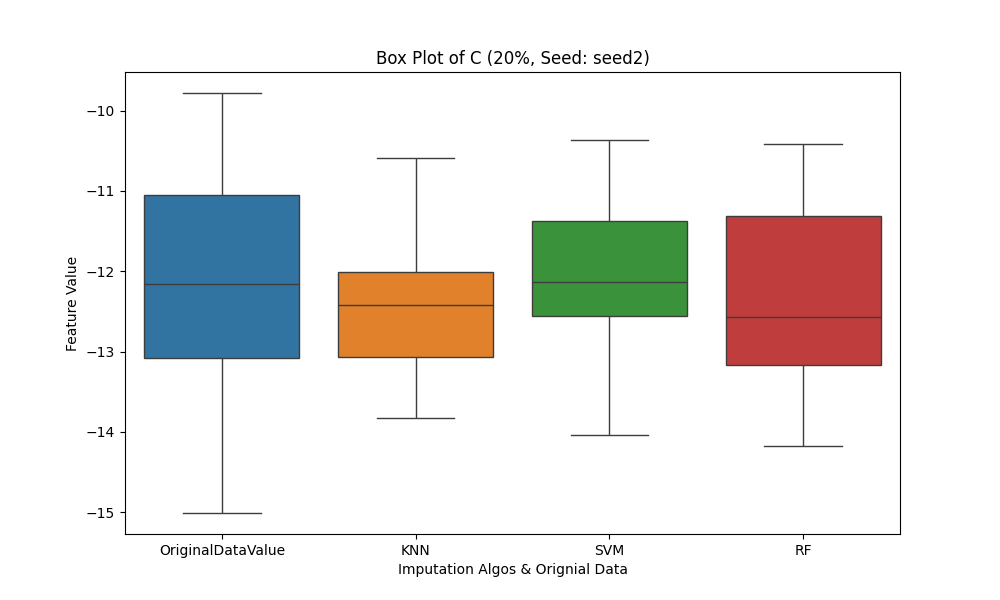 Box Plot of C (20%, Seed: seed2)
Feature Value
−10
−11
−12
−13
−14
−15
OriginalDataValue KNN SVM RF
Imputation Algos & Orignial Data